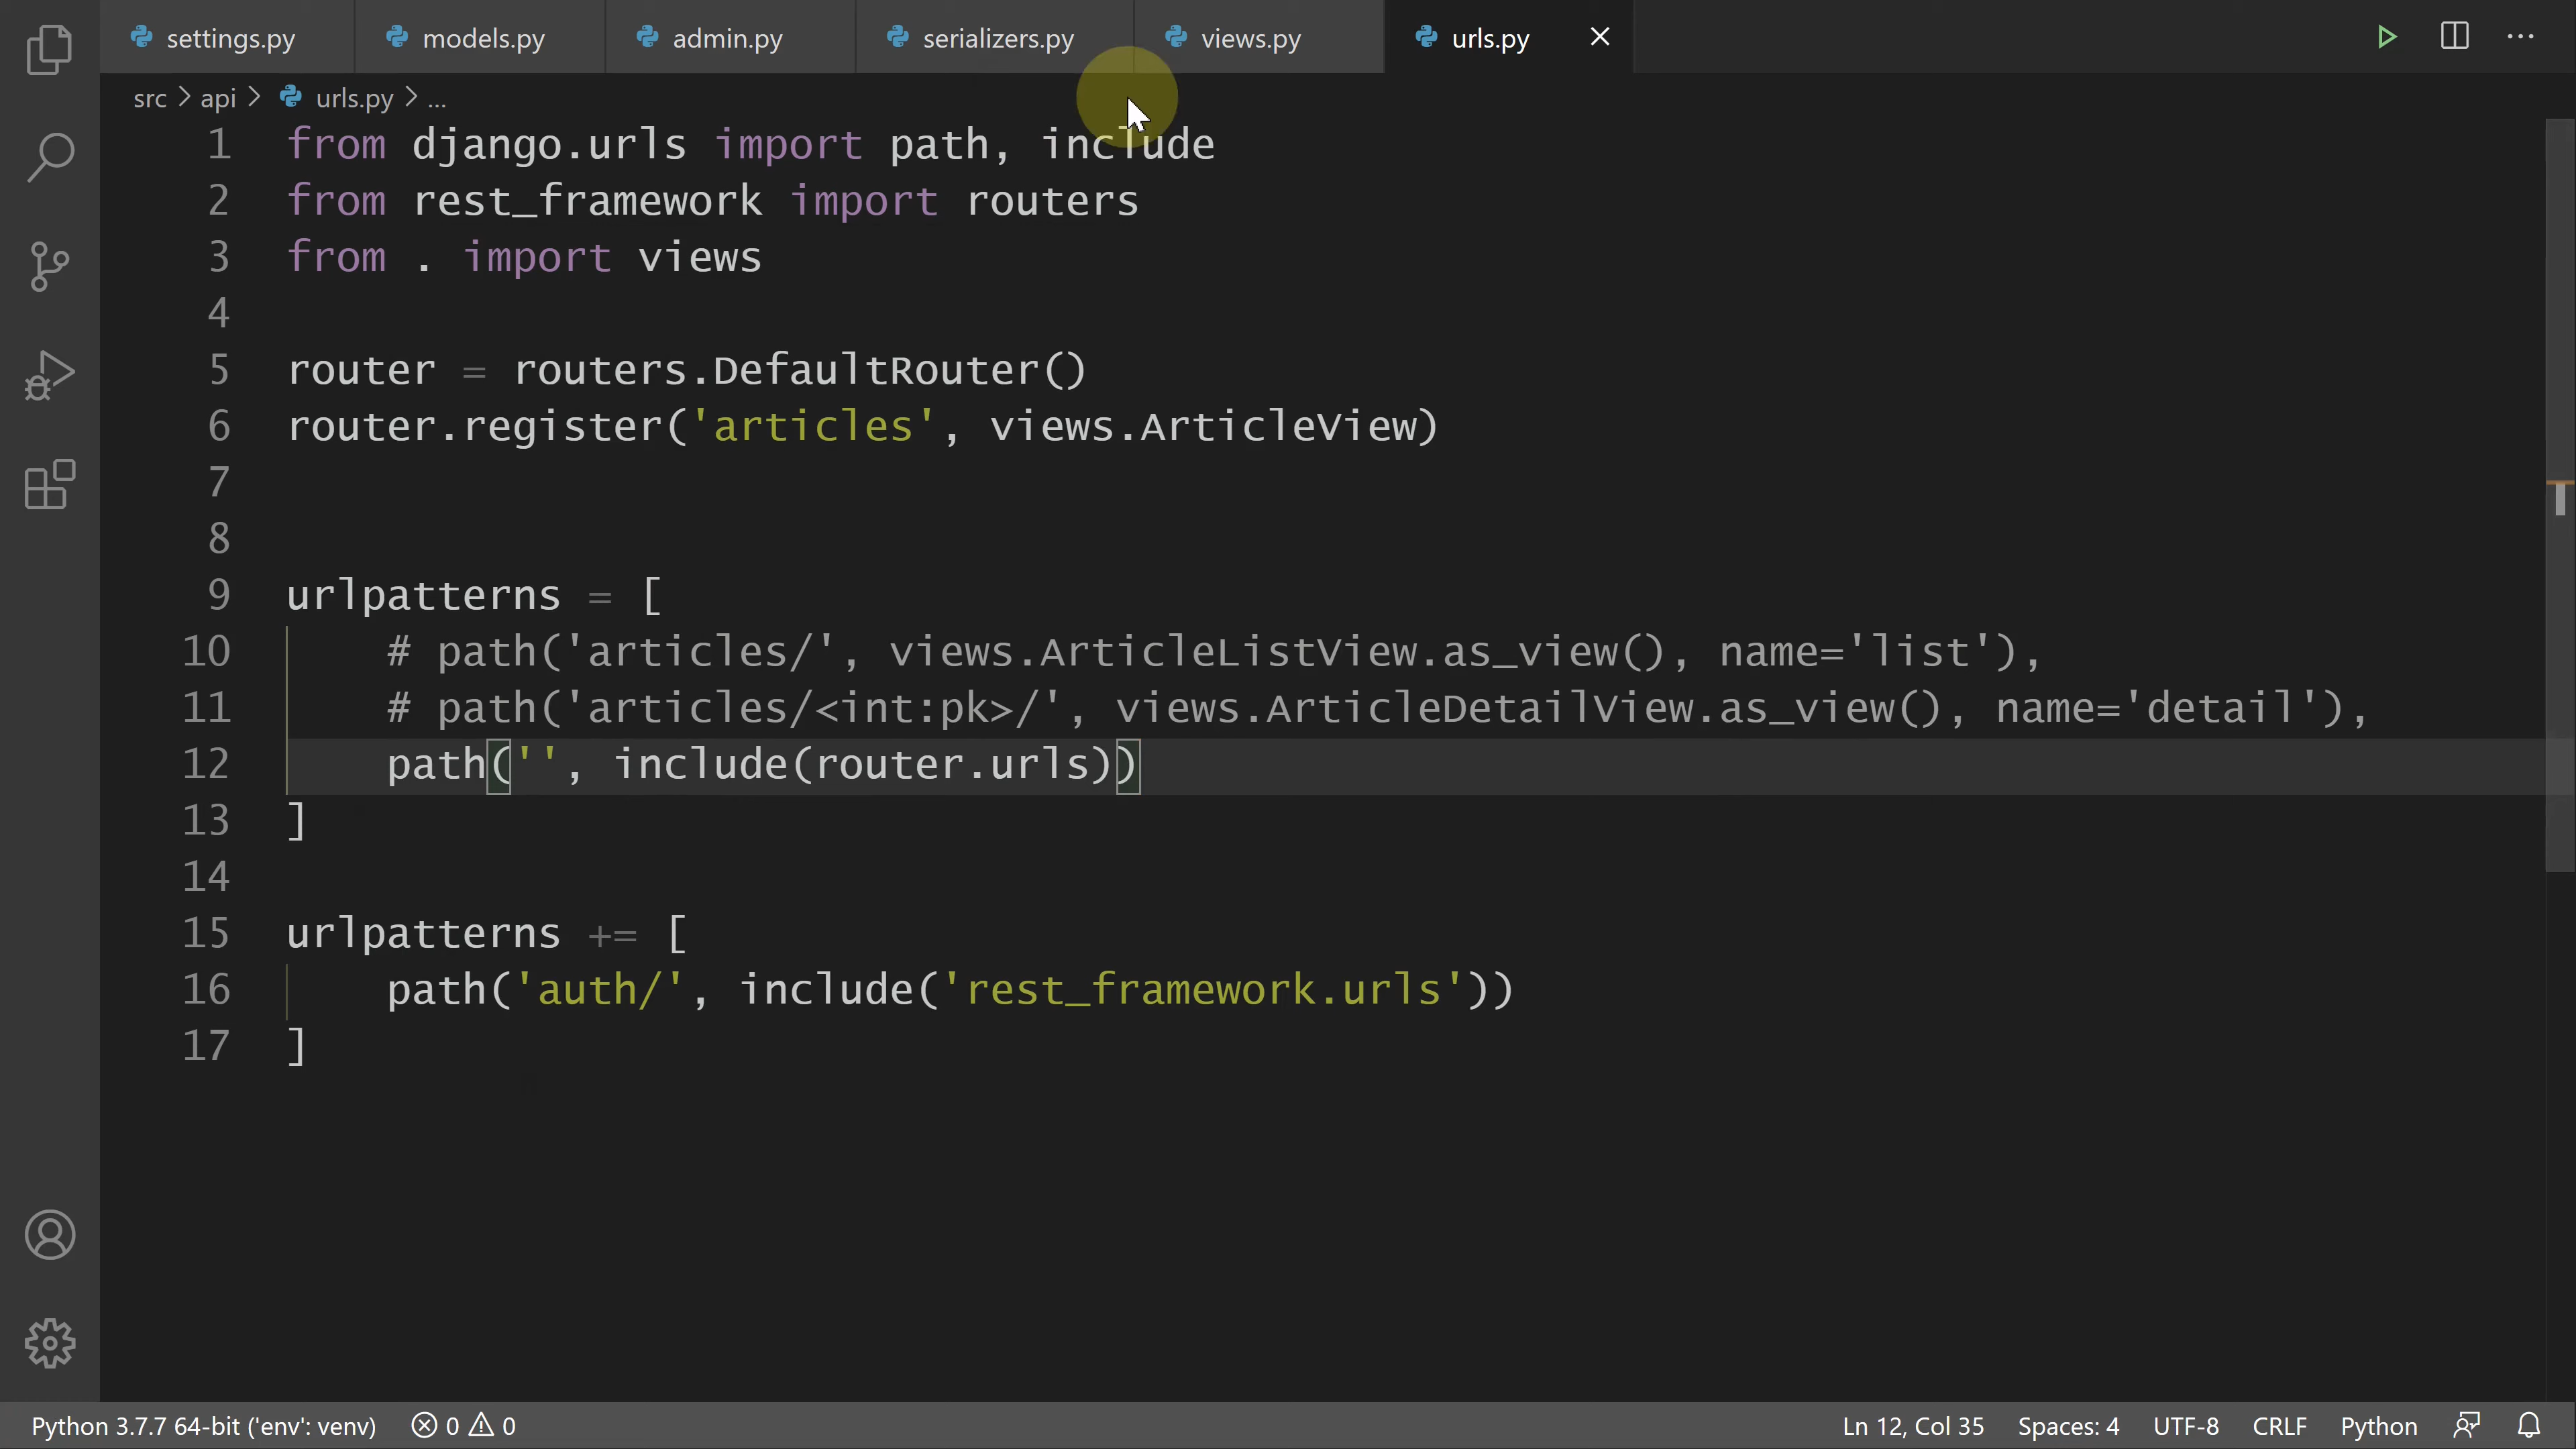 settings.py models.py admin.py serializers.py views.py urls.py
src > api > urls.py > ...
1 from django.urls import path, include
2 from rest_framework import routers
3 from . import views
4
5 router = routers.DefaultRouter()
6 router.register('articles', views.ArticleView)
7
8
9 urlpatterns = [
10     # path('articles/', views.ArticleListView.as_view(), name='list'),
11     # path('articles/<int:pk>/', views.ArticleDetailView.as_view(), name='detail'),
12     path('', include(router.urls))
13 ]
14
15 urlpatterns += [
16     path('auth/', include('rest_framework.urls'))
17 ]
Python 3.7.7 64-bit ('env': venv) 0 0 Ln 12, Col 35 Spaces: 4 UTF-8 CRLF Python